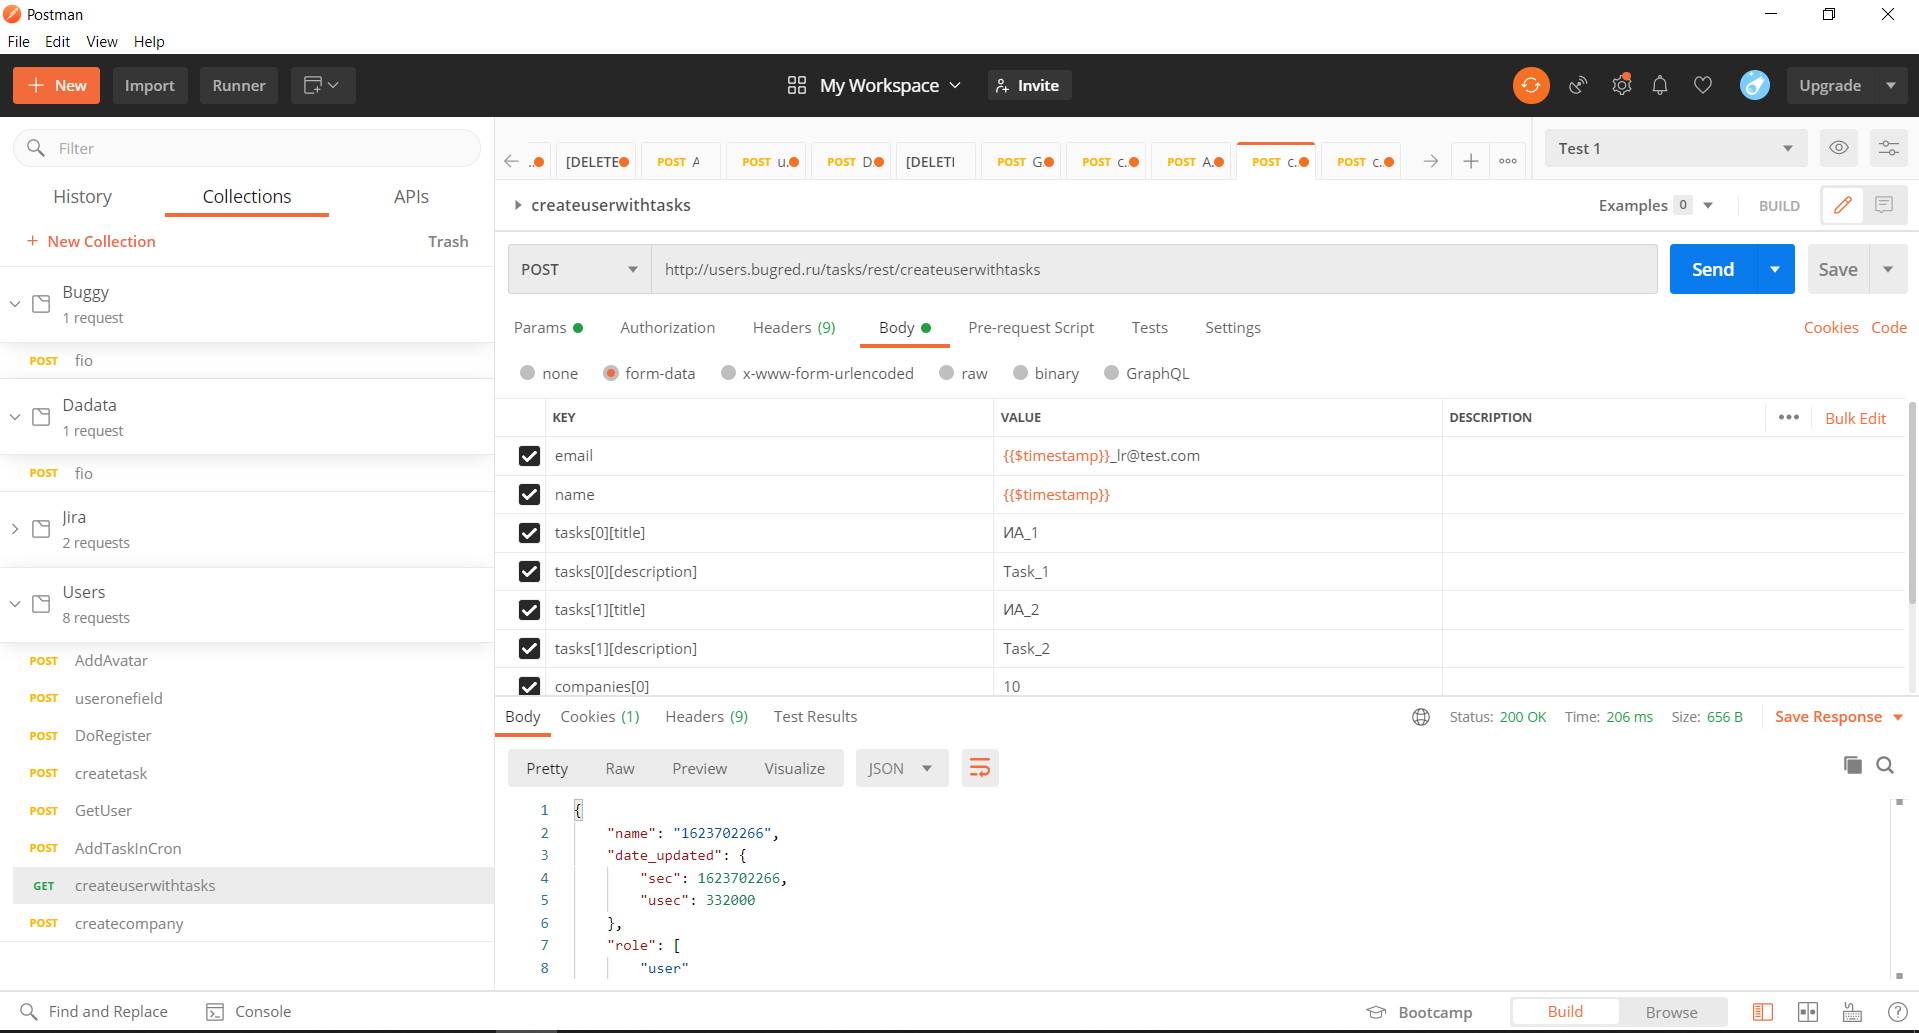 Postman
File Edit View Help
+ New Import Runner My Workspace Invite Upgrade
Filter
History Collections APIs
+ New Collection Trash
Buggy
1 request
POST fio
Dadata
1 request
POST fio
Jira
2 requests
Users
8 requests
POST AddAvatar
POST useronefield
POST DoRegister
POST createtask
POST GetUser
POST AddTaskInCron
GET createuserwithtasks
POST createcompany
.. [DELETE POST A POST u. POST D [DELETI POST G POST c. POST A. POST c. POST c. Test 1
createuserwithtasks Examples 0 BUILD
POST http://users.bugred.ru/tasks/rest/createuserwithtasks Send Save
Params Authorization Headers (9) Body Pre-request Script Tests Settings Cookies Code
none form-data x-www-form-urlencoded raw binary GraphQL
KEY VALUE DESCRIPTION Bulk Edit
email {{$timestamp}}_lr@test.com
name {{$timestamp}}
tasks[0][title] ИА_1
tasks[0][description] Task_1
tasks[1][title] ИА_2
tasks[1][description] Task_2
companies[0] 10
Body Cookies (1) Headers (9) Test Results Status: 200 OK Time: 206 ms Size: 656 B Save Response
Pretty Raw Preview Visualize JSON
1 {
2 "name": "1623702266",
3 "date_updated": {
4 "sec": 1623702266,
5 "usec": 332000
6 },
7 "role": [
8 "user"
Find and Replace Console Bootcamp Build Browse